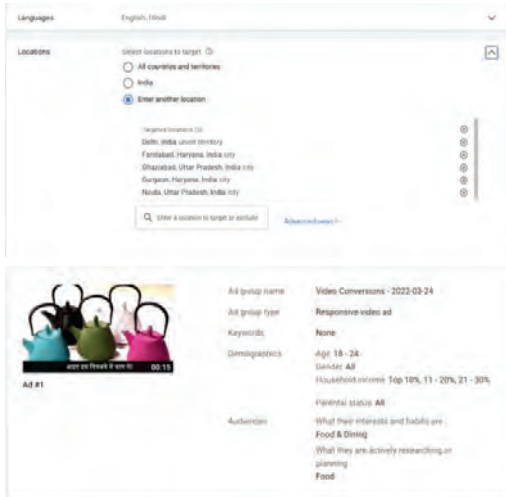 Languages English, Hindi
Locations Select locations to target
All countries and territories
India
Enter another location
Targeted locations (5)
Delhi, India union territory
Faridabad, Haryana, India city
Ghaziabad, Uttar Pradesh, India city
Gurgaon, Haryana, India city
Noida, Uttar Pradesh, India city
Enter a location to target or exclude Advanced search
Ad group name Video Conversions - 2022-03-24
Ad group type Responsive video ad
Keywords None
Demographics Age 18 - 24
Gender All
Household income Top 10%, 11 - 20%, 21 - 30%
Parental status All
Audiences What their interests and habits are
Food & Dining
What they are actively researching or
planning
Food
00:15
Ad #1